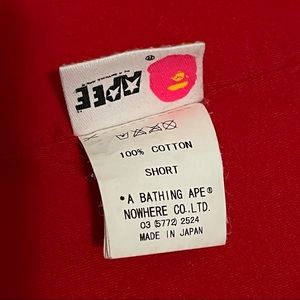 APEE
100% COTTON
SHORT
*A BATHING APE®
NOWHERE CO.,LTD.
03 (5772) 2524
MADE IN JAPAN